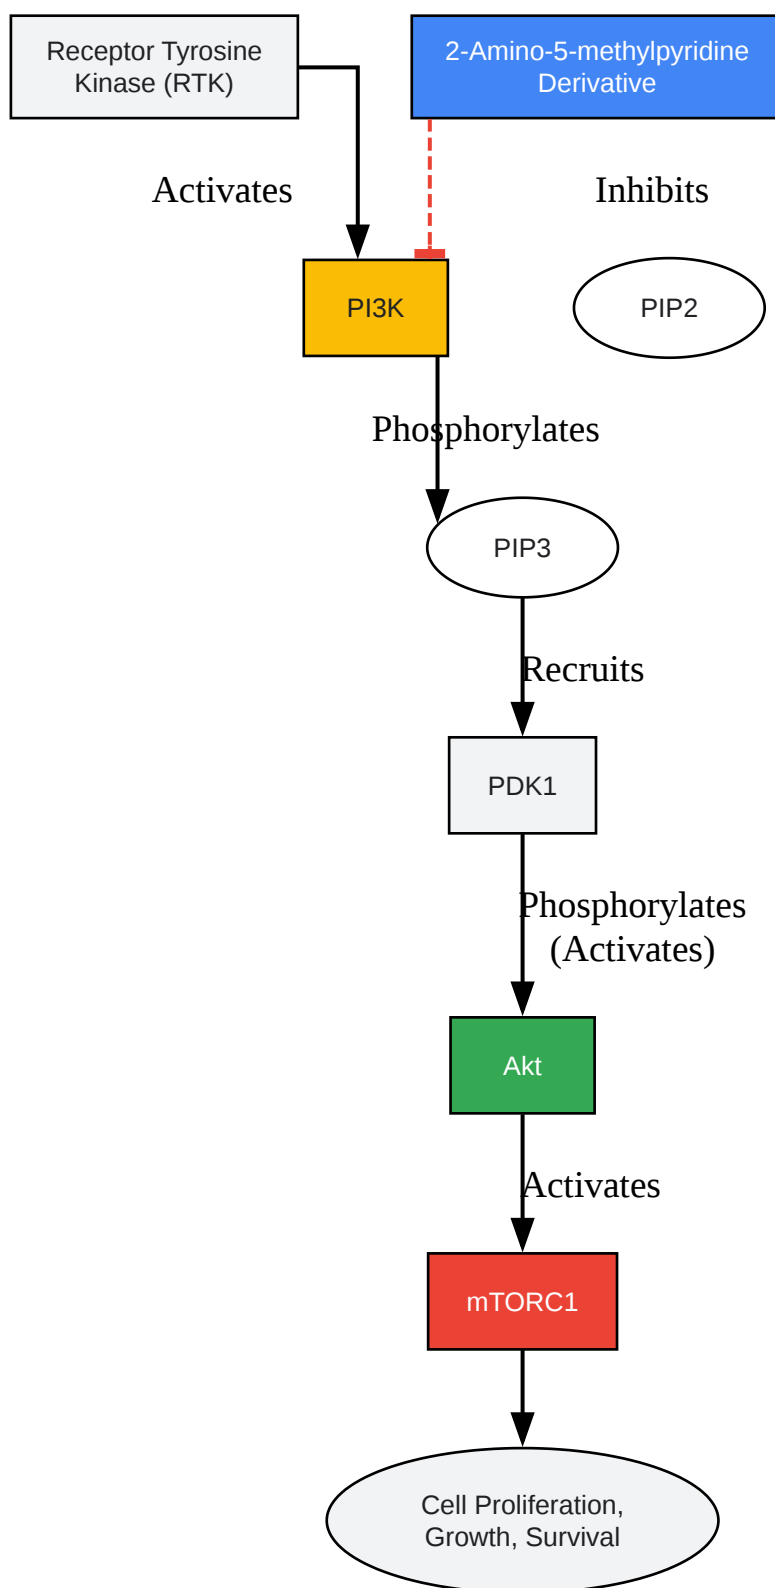 Receptor Tyrosine
Kinase (RTK)
2-Amino-5-methylpyridine
Derivative
Activates
Inhibits
PI3K
PIP2
Phosphorylates
PIP3
Recruits
PDK1
Phosphorylates
(Activates)
Akt
Activates
mTORC1
Cell Proliferation,
Growth, Survival